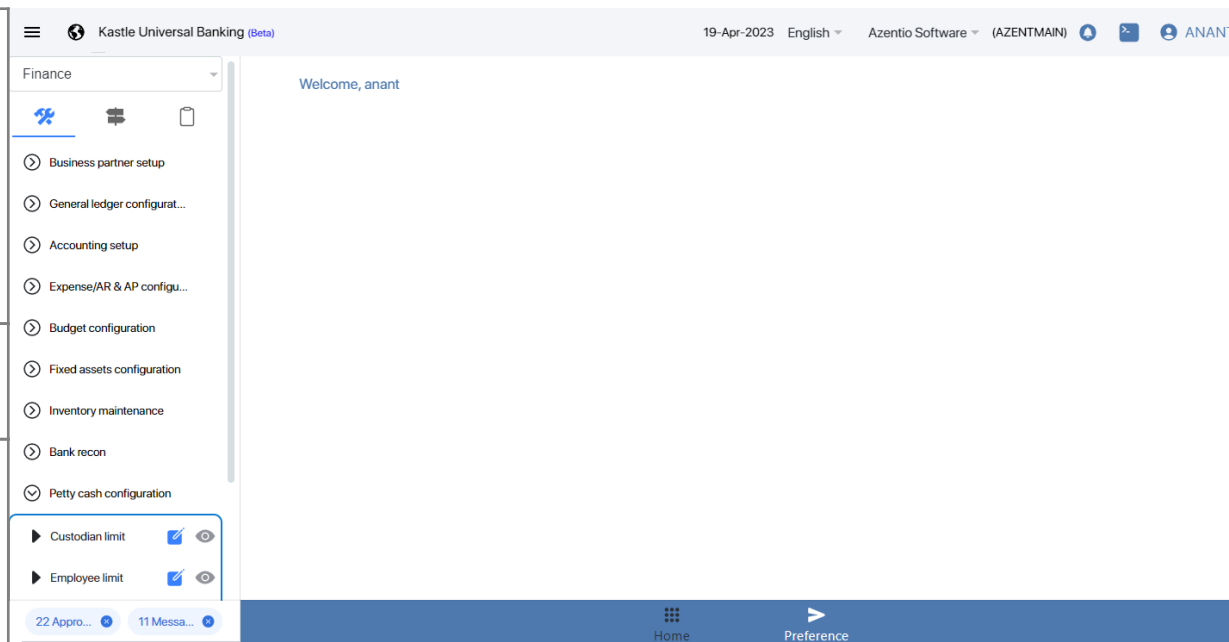 Kastle Universal Banking (Beta)
19-Apr-2023 English Azentio Software (AZENTMAIN) ANANT
Finance
Welcome, anant
Business partner setup
General ledger configurat...
Accounting setup
Expense/AR & AP configu...
Budget configuration
Fixed assets configuration
Inventory maintenance
Bank recon
Petty cash configuration
Custodian limit
Employee limit
22 Appro... 11 Messa...
Home Preference